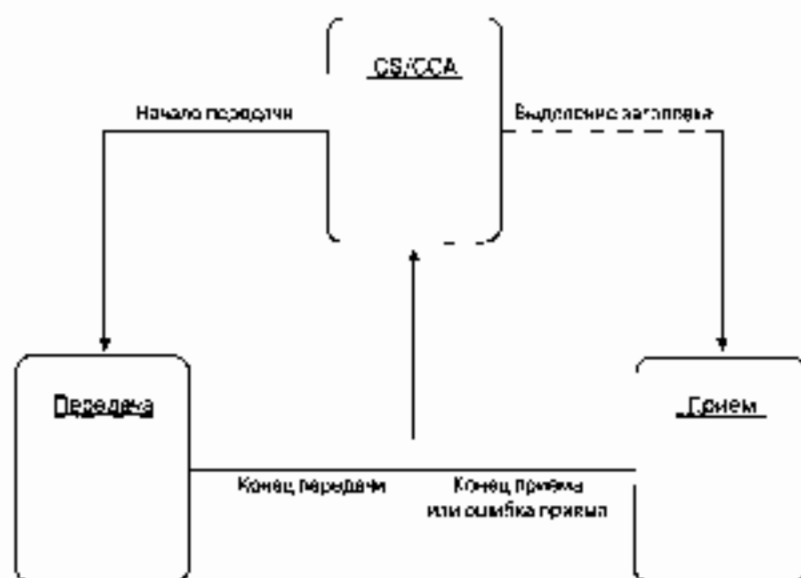 CS/CCA
Начало передачи
Выделение заголовка
Передача
Прием
Конец передачи
Конец приема
или ошибка приема